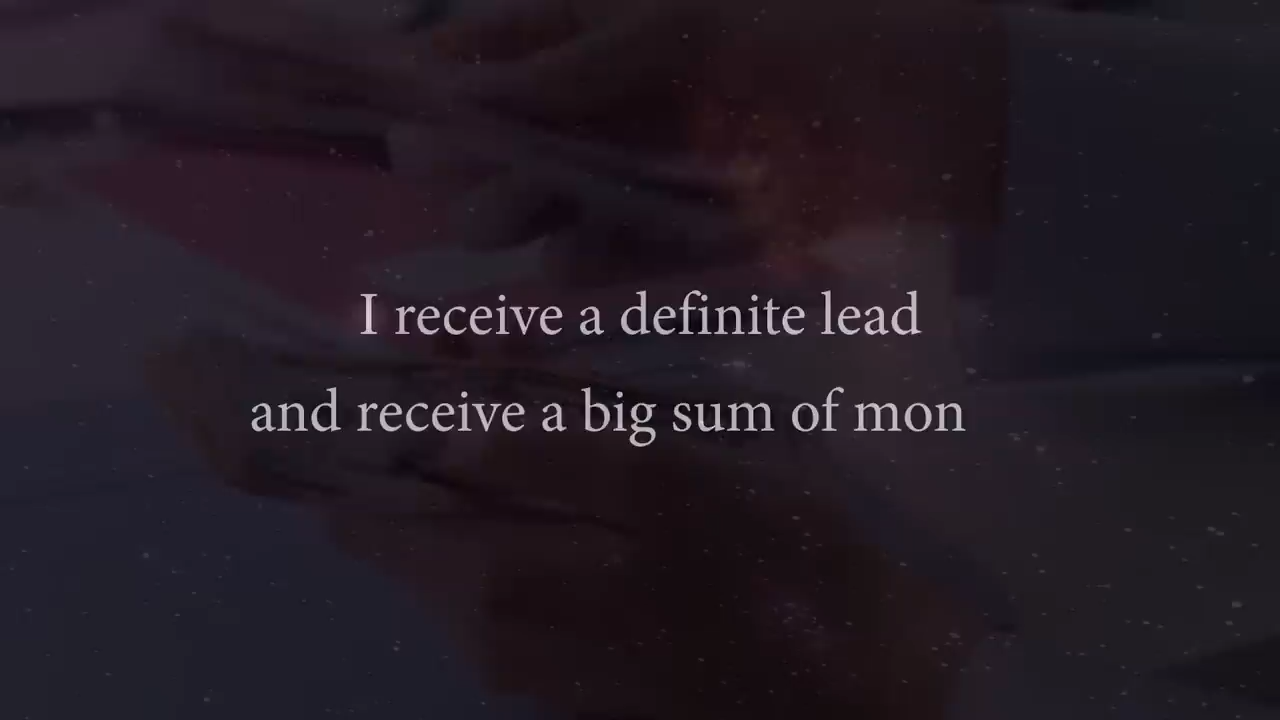 I receive a definite lead
and receive a big sum of mon